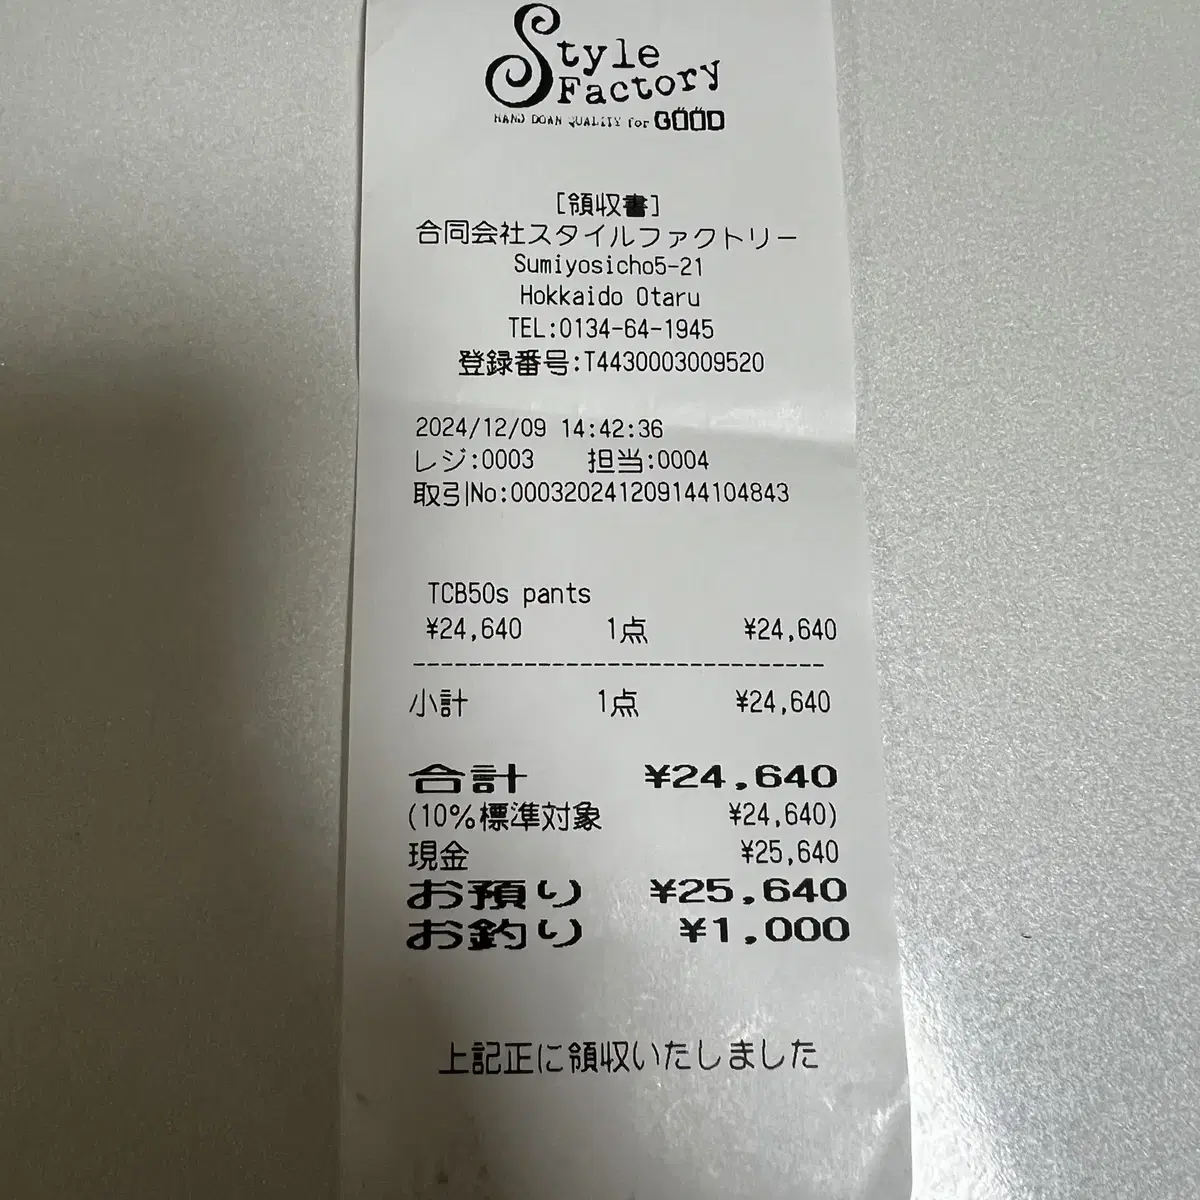 Style
Factory
HAND DOWN QUALITY for GOOD
[領収書]
合同会社スタイルファクトリー
Sumiyosicho5-21
Hokkaido Otaru
TEL:0134-64-1945
登録番号:T4430003009520
2024/12/09 14:42:36
レジ:0003 担当:0004
取引No:000320241209144104843
TCB50s pants
¥24,640 1点 ¥24,640
------------------------------
小計 1点 ¥24,640
合計 ¥24,640
(10%標準対象 ¥24,640)
現金 ¥25,640
お預り ¥25,640
お釣り ¥1,000
上記正に領収いたしました